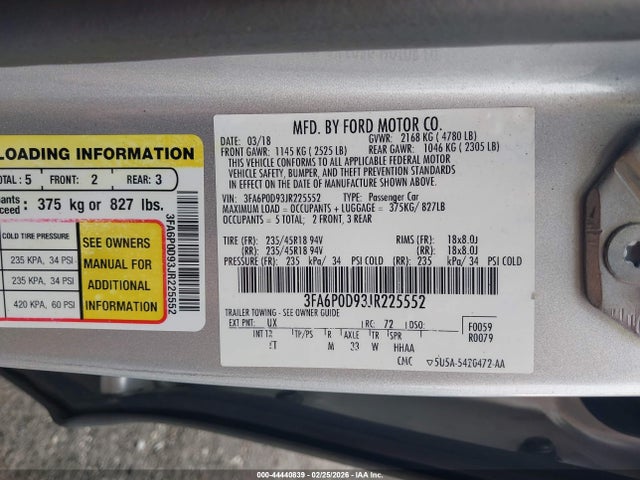 LOADING INFORMATION
TOTAL: 5 FRONT: 2 REAR: 3
375 kg or 827 lbs.
COLD TIRE PRESSURE
235 KPA, 34 PSI
235 KPA, 34 PSI
420 KPA, 60 PSI
SEE OWNERS
MANUAL FOR
ADDITIONAL
INFORMATION
3FA6P0D93JR225552
MFD. BY FORD MOTOR CO.
DATE: 03/18 GVWR: 2168 KG ( 4780 LB)
FRONT GAWR: 1145 KG ( 2525 LB) REAR GAWR: 1046 KG ( 2305 LB)
THIS VEHICLE CONFORMS TO ALL APPLICABLE FEDERAL MOTOR
VEHICLE SAFETY, BUMPER, AND THEFT PREVENTION STANDARDS
IN EFFECT ON THE DATE OF MANUFACTURE SHOWN ABOVE.
VIN: 3FA6P0D93JR225552 TYPE: Passenger Car
MAXIMUM LOAD = OCCUPANTS + LUGGAGE = 375KG/ 827LB
OCCUPANTS = 5 TOTAL; 2 FRONT, 3 REAR
TIRE (FR): 235/45R18 94V RIMS (FR): 18x8.0J
(RR): 235/45R18 94V (RR): 18x8.0J
PRESSURE (FR): 235 kPa/ 34 PSI COLD (RR): 235 kPa/ 34 PSI COLD
3FA6P0D93JR225552
TRAILER TOWING - SEE OWNER GUIDE
EXT PNT: UX RC: 72 DSO: F0059
INT TR TP/PS R AXLE TR SPR R0079
M 33 W HHAA
CMC 5U5A-5420472-AA
IAA - 44440839 - 02/25/2026 - IAA Inc.